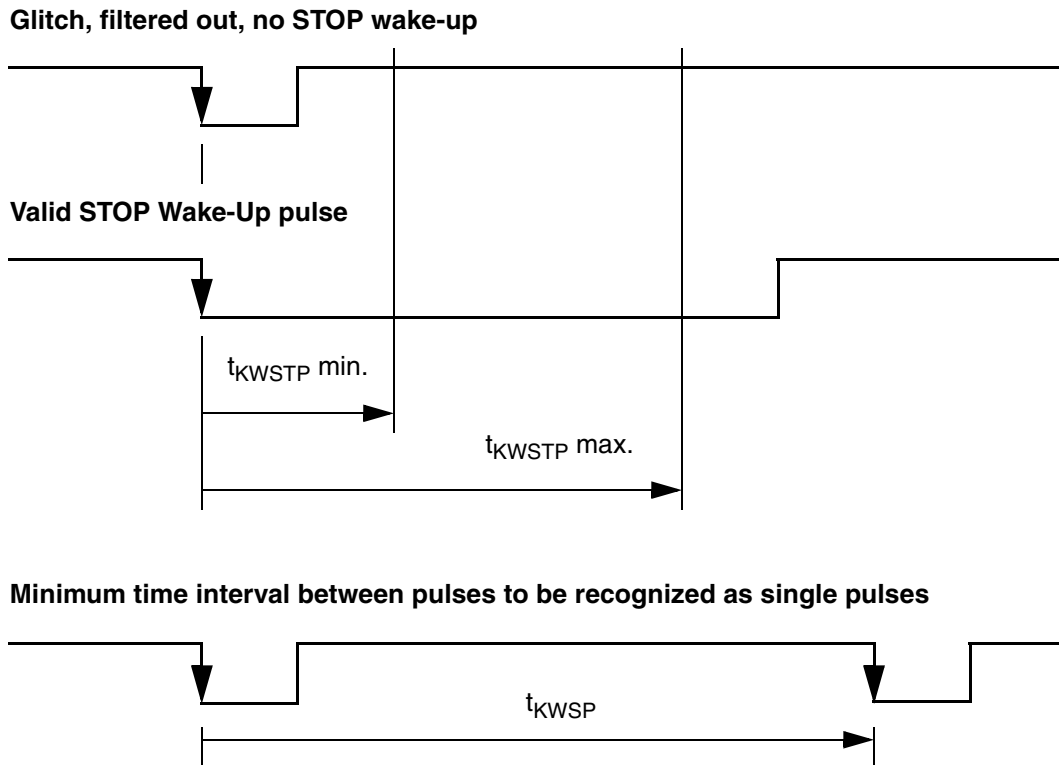 Glitch, filtered out, no STOP wake-up
Valid STOP Wake-Up pulse
tKWSTP min.
tKWSTP max.
Minimum time interval between pulses to be recognized as single pulses
tKWSP